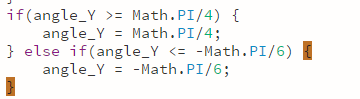 if(angle_Y >= Math.PI/4) {
    angle_Y = Math.PI/4;
} else if(angle_Y <= -Math.PI/6) {
    angle_Y = -Math.PI/6;
}